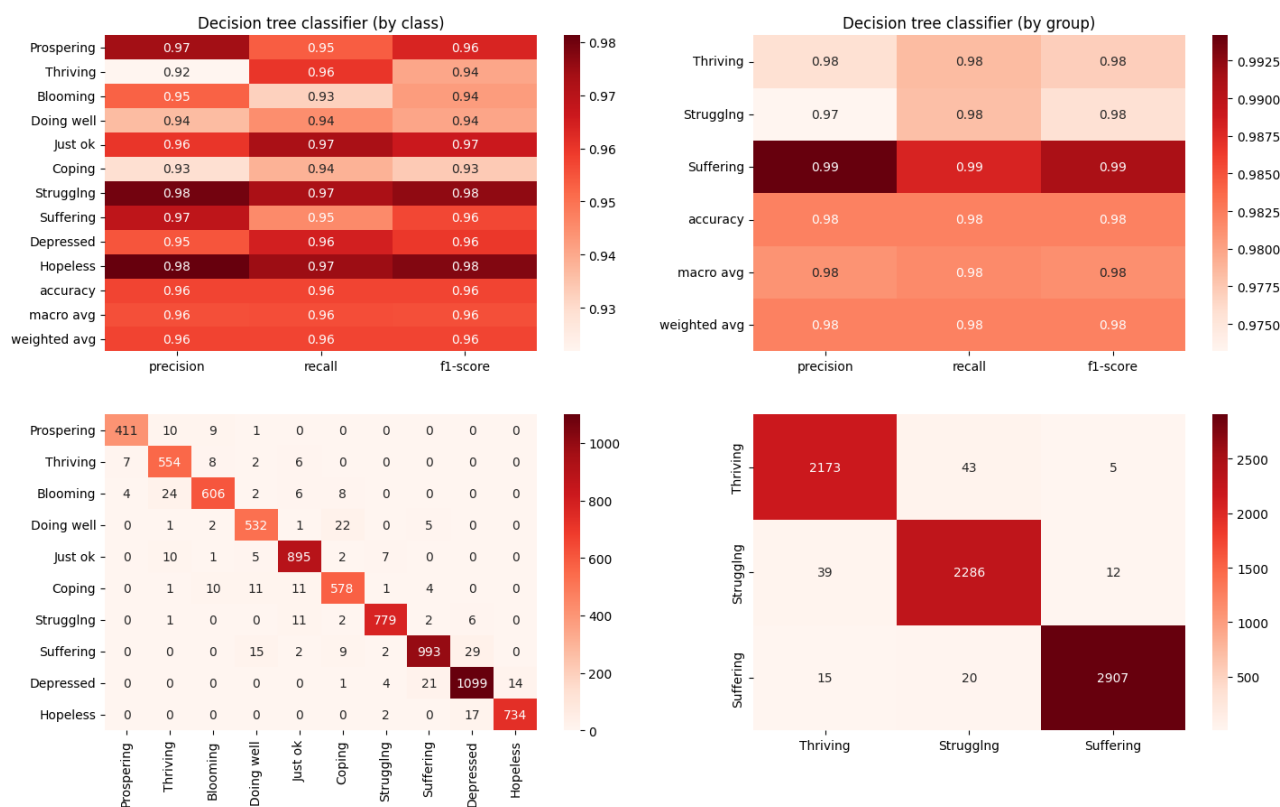 Decision tree classifier (by class)
Prospering 0.97 0.95 0.96
Thriving 0.92 0.96 0.94
Blooming 0.95 0.93 0.94
Doing well 0.94 0.94 0.94
Just ok 0.96 0.97 0.97
Coping 0.93 0.94 0.93
Strugglng 0.98 0.97 0.98
Suffering 0.97 0.95 0.96
Depressed 0.95 0.96 0.96
Hopeless 0.98 0.97 0.98
accuracy 0.96 0.96 0.96
macro avg 0.96 0.96 0.96
weighted avg 0.96 0.96 0.96
precision recall f1-score
0.98
0.97
0.96
0.95
0.94
0.93
Decision tree classifier (by group)
Thriving 0.98 0.98 0.98
Strugglng 0.97 0.98 0.98
Suffering 0.99 0.99 0.99
accuracy 0.98 0.98 0.98
macro avg 0.98 0.98 0.98
weighted avg 0.98 0.98 0.98
precision recall f1-score
0.9925
0.9900
0.9875
0.9850
0.9825
0.9800
0.9775
0.9750
Prospering 411 10 9 1 0 0 0 0 0 0
Thriving 7 554 8 2 6 0 0 0 0 0
Blooming 4 24 606 2 6 8 0 0 0 0
Doing well 0 1 2 532 1 22 0 5 0 0
Just ok 0 10 1 5 895 2 7 0 0 0
Coping 0 1 10 11 11 578 1 4 0 0
Strugglng 0 1 0 0 11 2 779 2 6 0
Suffering 0 0 0 15 2 9 2 993 29 0
Depressed 0 0 0 0 0 1 4 21 1099 14
Hopeless 0 0 0 0 0 0 2 0 17 734
Prospering Thriving Blooming Doing well Just ok Coping Strugglng Suffering Depressed Hopeless
1000
800
600
400
200
0
Thriving 2173 43 5
Strugglng 39 2286 12
Suffering 15 20 2907
Thriving Strugglng Suffering
2500
2000
1500
1000
500